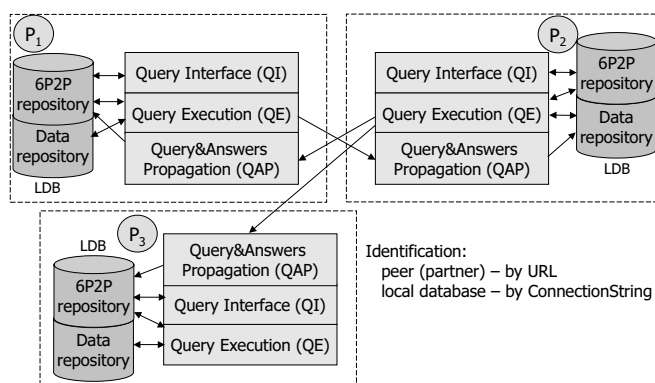 P1
6P2P
repository
Data
repository
LDB
Query Interface (QI)
Query Execution (QE)
Query&Answers
Propagation (QAP)
P2
Query Interface (QI)
Query Execution (QE)
Query&Answers
Propagation (QAP)
6P2P
repository
Data
repository
LDB
P3
LDB
6P2P
repository
Data
repository
Query&Answers
Propagation (QAP)
Query Interface (QI)
Query Execution (QE)
Identification:
peer (partner) – by URL
local database – by ConnectionString